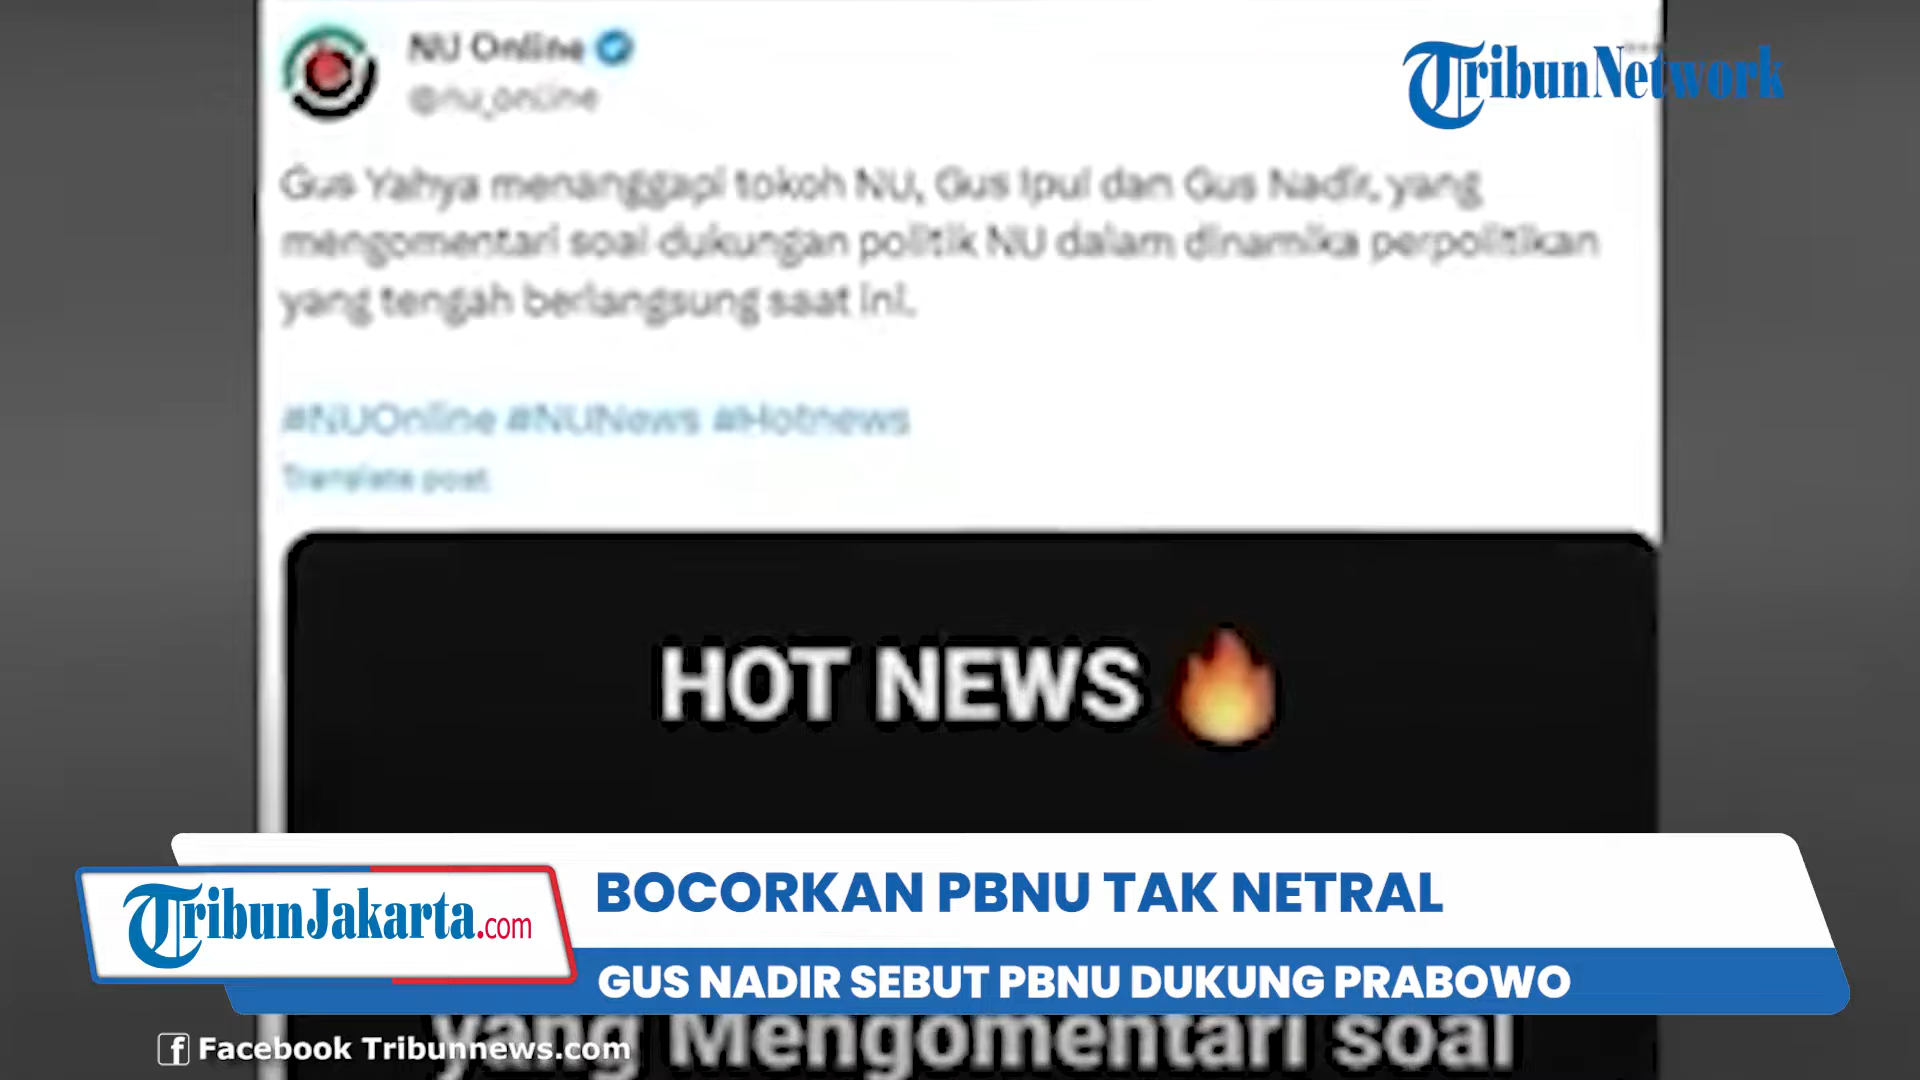 NU Online
@nu_online
TribunNetwork
Gus Yahya menanggapi tokoh NU, Gus Ipul dan Gus Nadir, yang
mengomentari soal dukungan politik NU dalam dinamika perpolitikan
yang tengah berlangsung saat ini.
#NUOnline #NUNews #Hotnews
Translate post
HOT NEWS
BOCORKAN PBNU TAK NETRAL
TribunJakarta.com
GUS NADIR SEBUT PBNU DUKUNG PRABOWO
yang Mengomentari soal
Facebook Tribunnews.com